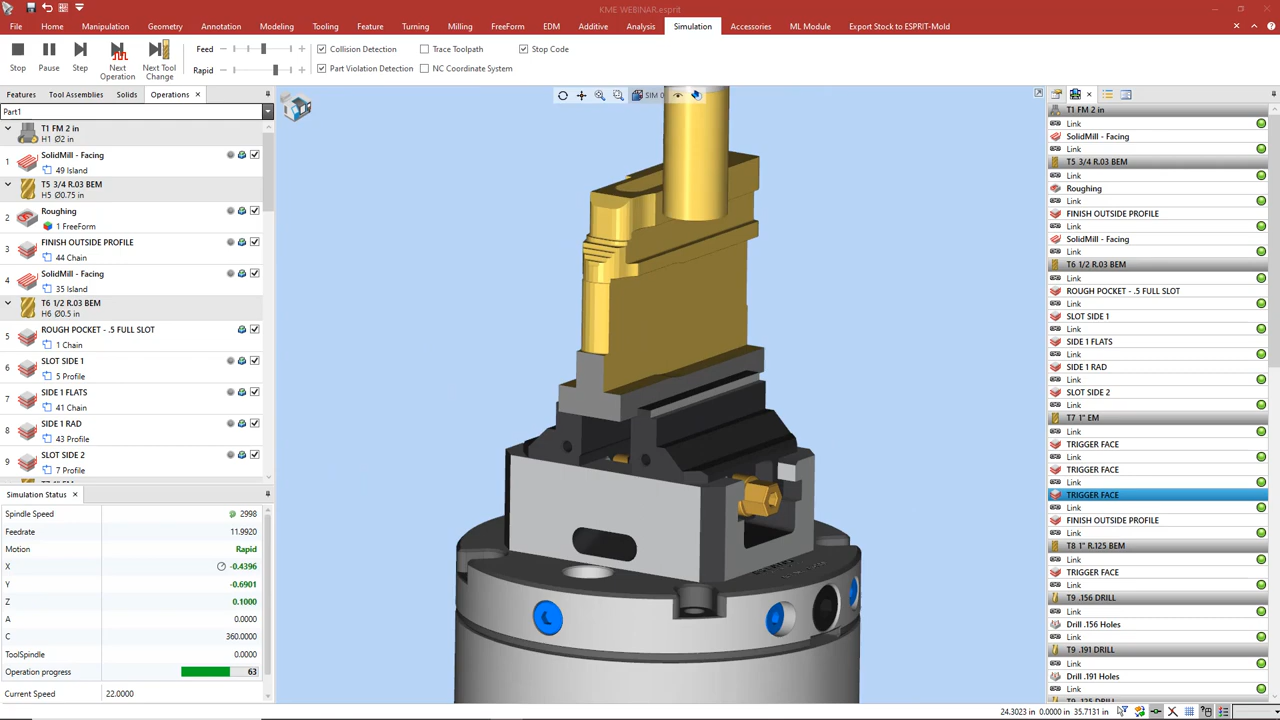 KME WEBINAR.esprit
File
Home
Manipulation
Geometry
Annotation
Modeling
Tooling
Feature
Turning
Milling
FreeForm
EDM
Additive
Analysis
Simulation
Accessories
ML Module
Export Stock to ESPRIT-Mold
Stop
Pause
Step
Next Operation
Next Tool Change
Feed
Rapid
Collision Detection
Trace Toolpath
Stop Code
Part Violation Detection
NC Coordinate System
Features
Tool Assemblies
Solids
Operations
Part1
T1 FM 2 in
H1 Ø2 in
1
SolidMill - Facing
49 Island
T5 3/4 R.03 BEM
H5 Ø0.75 in
2
Roughing
1 FreeForm
3
FINISH OUTSIDE PROFILE
44 Chain
SolidMill - Facing
35 Island
T6 1/2 R.03 BEM
H6 Ø0.5 in
5
ROUGH POCKET - .5 FULL SLOT
1 Chain
6
SLOT SIDE 1
5 Profile
7
SIDE 1 FLATS
41 Chain
8
SIDE 1 RAD
43 Profile
9
SLOT SIDE 2
7 Profile
Simulation Status
Spindle Speed 2998
Feedrate 11.9920
Motion Rapid
X -0.4396
Y -0.6901
Z 0.1000
A 0.0000
C 360.0000
ToolSpindle 0.0000
Operation progress 63
Current Speed 22.0000
SIM
T1 FM 2 in
Link
SolidMill - Facing
Link
T5 3/4 R.03 BEM
Link
Roughing
Link
FINISH OUTSIDE PROFILE
Link
SolidMill - Facing
Link
T6 1/2 R.03 BEM
Link
ROUGH POCKET - .5 FULL SLOT
Link
SLOT SIDE 1
Link
SIDE 1 FLATS
Link
SIDE 1 RAD
Link
SLOT SIDE 2
Link
T7 1" EM
Link
TRIGGER FACE
Link
TRIGGER FACE
Link
TRIGGER FACE
Link
FINISH OUTSIDE PROFILE
T8 1" R.125 BEM
Link
TRIGGER FACE
Link
T9 .156 DRILL
Link
Drill .156 Holes
Link
T9 .191 DRILL
Link
Drill .191 Holes
Link
24.3023 in 0.0000 in 35.7131 in